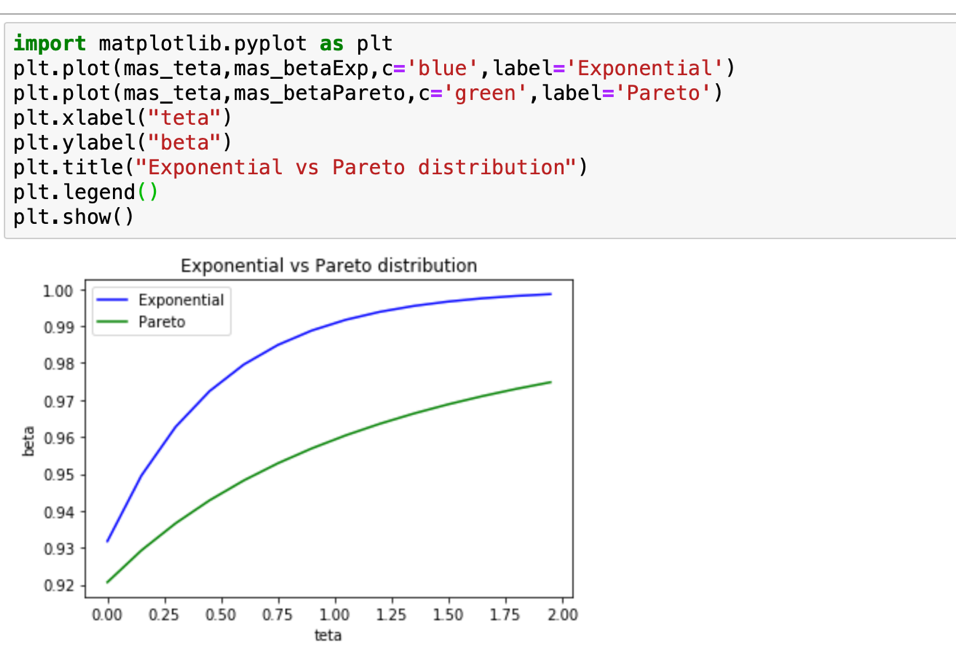 import matplotlib.pyplot as plt
plt.plot(mas_teta,mas_betaExp,c='blue',label='Exponential')
plt.plot(mas_teta,mas_betaPareto,c='green',label='Pareto')
plt.xlabel("teta")
plt.ylabel("beta")
plt.title("Exponential vs Pareto distribution")
plt.legend()
plt.show()
Exponential vs Pareto distribution
Exponential
Pareto
1.00
0.99
0.98
0.97
0.96
0.95
0.94
0.93
0.92
beta
0.00 0.25 0.50 0.75 1.00 1.25 1.50 1.75 2.00
teta